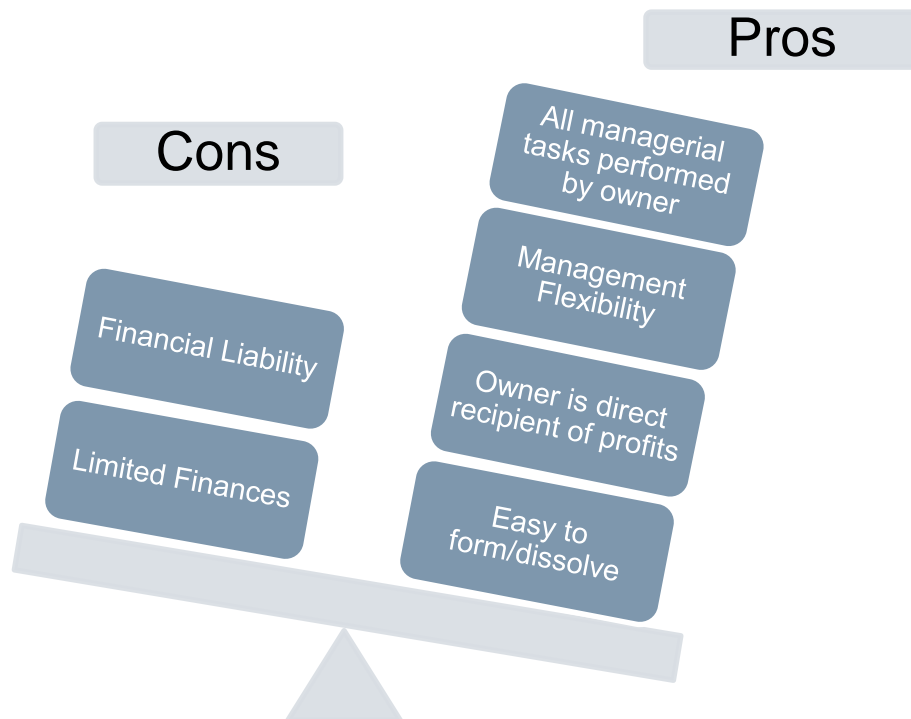 Cons
Financial Liability
Limited Finances
Pros
All managerial
tasks performed
by owner
Management
Flexibility
Owner is direct
recipient of profits
Easy to
form/dissolve